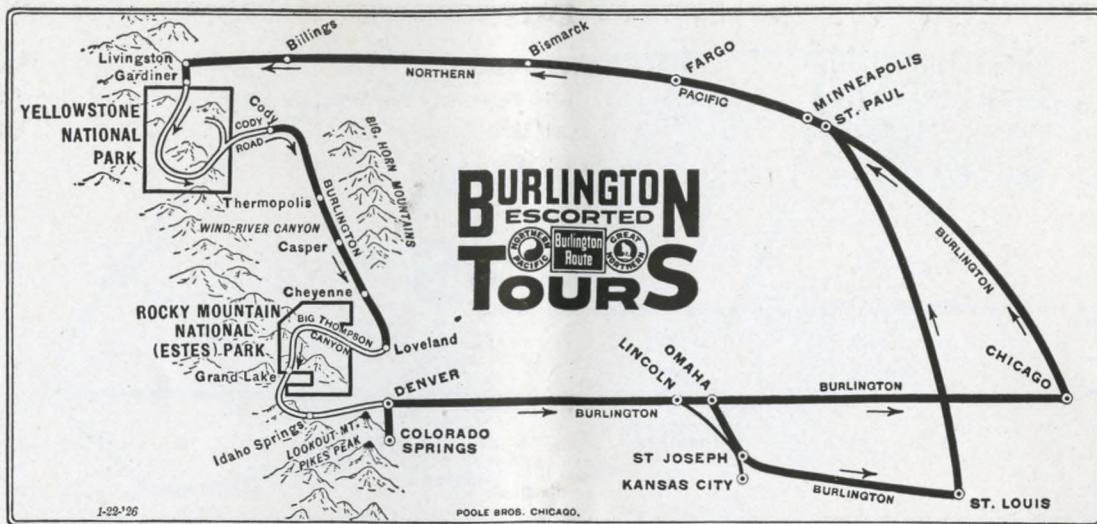 Billings
Bismarck
FARGO
MINNEAPOLIS
ST. PAUL
Livingston
Gardiner
NORTHERN
PACIFIC
YELLOWSTONE
NATIONAL
PARK
Cody
CODY
ROAD
BIG HORN MOUNTAINS
Thermopolis
BURLINGTON
WIND-RIVER CANYON
Casper
BURLINGTON
ESCORTED
NORTHERN
PACIFIC
Burlington
Route
GREAT
NORTHERN
TOURS
BURLINGTON
Cheyenne
ROCKY MOUNTAIN
NATIONAL
(ESTES) PARK
BIG THOMPSON
CANYON
Loveland
Grand Lake
DENVER
LINCOLN
OMAHA
BURLINGTON
CHICAGO
BURLINGTON
Idaho Springs
LOOKOUT MT.
PIKES PEAK
COLORADO
SPRINGS
ST JOSEPH
KANSAS CITY
BURLINGTON
ST. LOUIS
1-22-'26
POOLE BROS. CHICAGO.